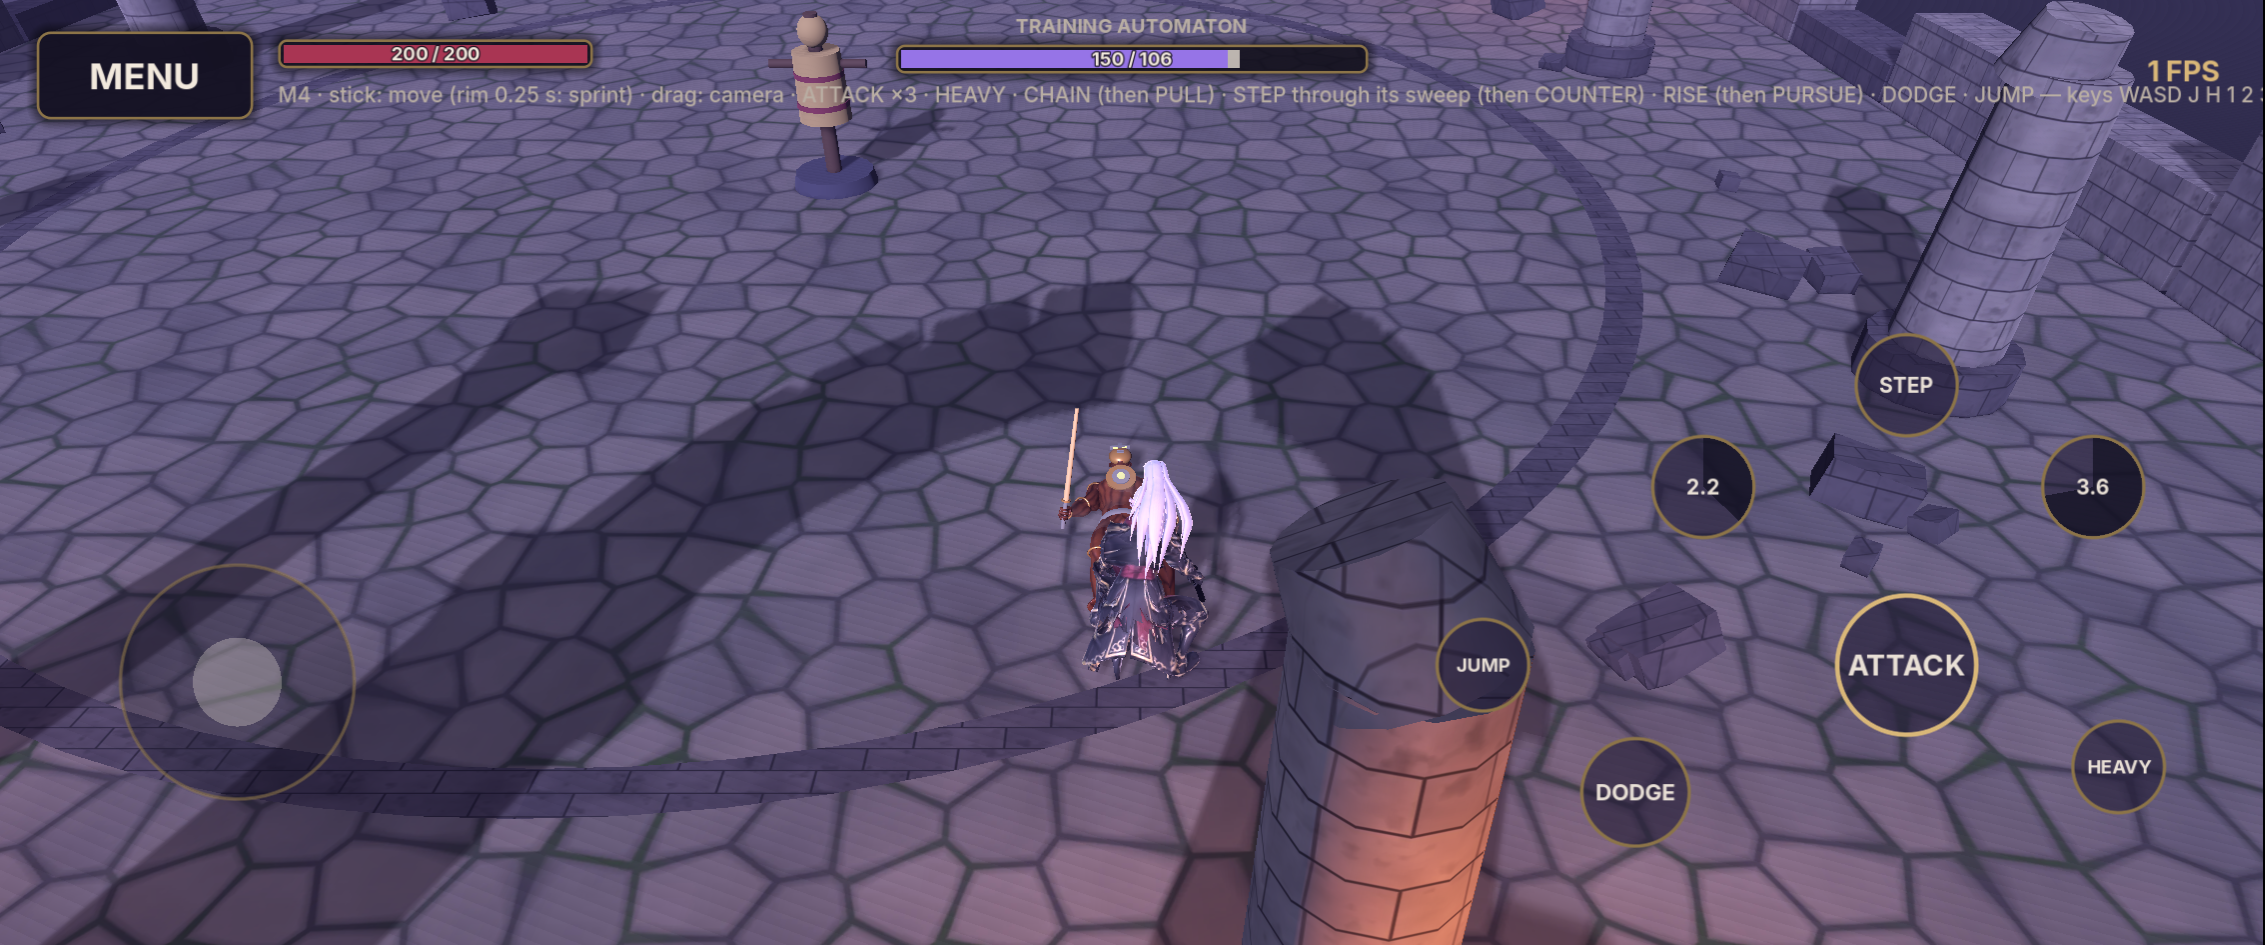 MENU
200 / 200
TRAINING AUTOMATON
150 / 106
1 FPS
M4 · stick: move (rim 0.25 s: sprint) · drag: camera · ATTACK ×3 · HEAVY · CHAIN (then PULL) · STEP through its sweep (then COUNTER) · RISE (then PURSUE) · DODGE · JUMP — keys WASD J H 1 2
STEP
2.2
3.6
JUMP
ATTACK
DODGE
HEAVY